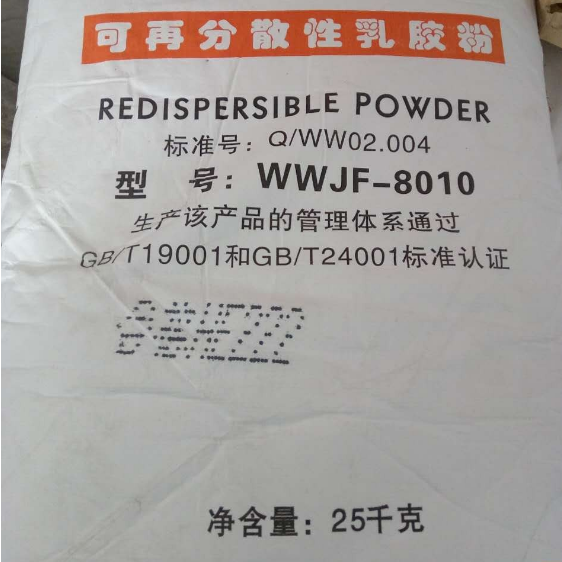 可再分散性乳胶粉
REDISPERSIBLE POWDER
标准号：Q/WW02.004
型 号：WWJF-8010
生产该产品的管理体系通过
GB/T19001和GB/T24001标准认证
净含量：25千克